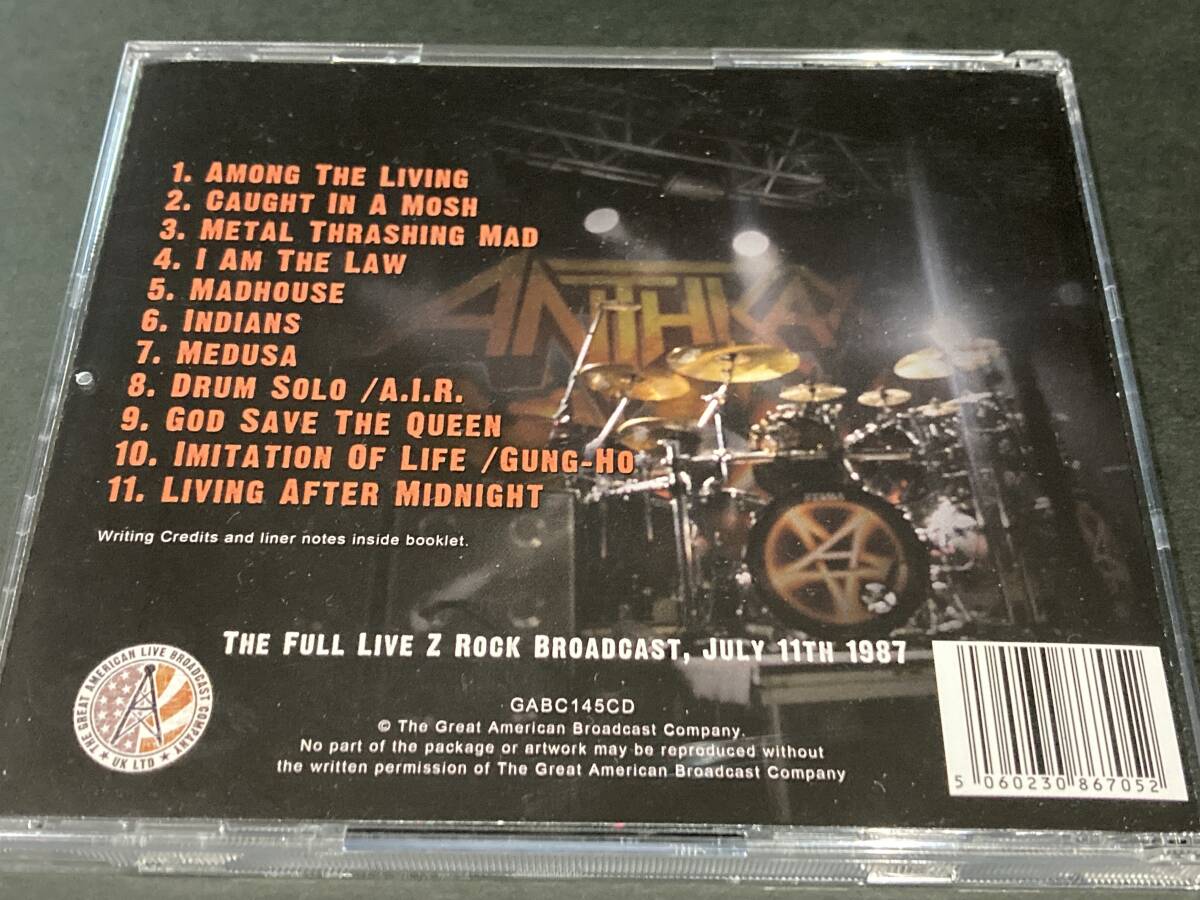 1. AMONG THE LIVING
2. CAUGHT IN A MOSH
3. METAL THRASHING MAD
4. I AM THE LAW
5. MADHOUSE
6. INDIANS
7. MEDUSA
8. DRUM SOLO /A.I.R.
9. GOD SAVE THE QUEEN
10. IMITATION OF LIFE /GUNG-HO
11. LIVING AFTER MIDNIGHT
ANTHRAX
TAMA
Writing Credits and liner notes inside booklet.
THE FULL LIVE Z ROCK BROADCAST, JULY 11TH 1987
THE GREAT AMERICAN LIVE BROADCAST COMPANY
UK LTD
GABC145CD
© The Great American Broadcast Company.
No part of the package or artwork may be reproduced without
the written permission of The Great American Broadcast Company
5 060230 867052